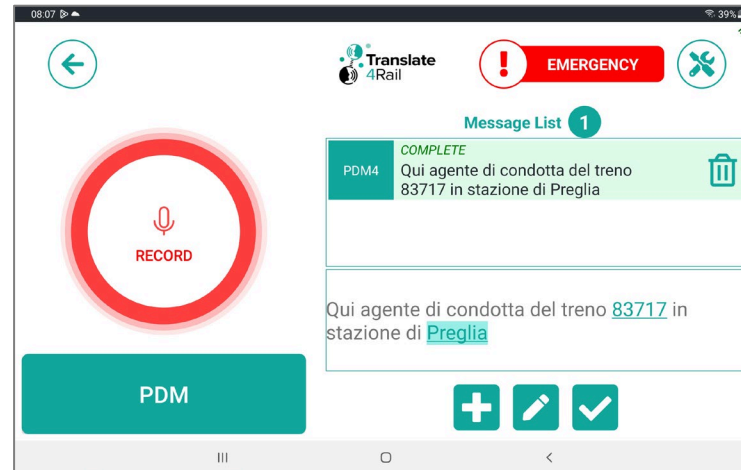 08:07
39%
Translate
4Rail
EMERGENCY
Message List 1
COMPLETE
PDM4
Qui agente di condotta del treno
83717 in stazione di Preglia
RECORD
Qui agente di condotta del treno 83717 in
stazione di Preglia
PDM